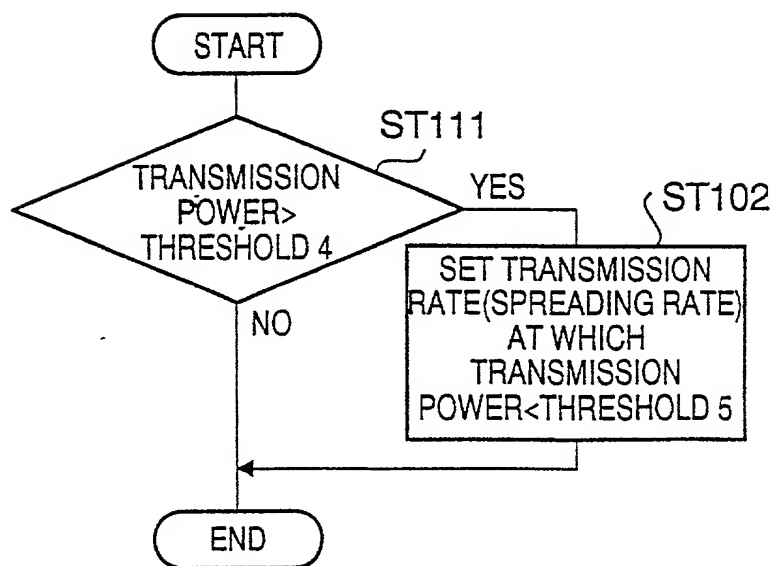 START
ST111
TRANSMISSION
POWER>
THRESHOLD 4
YES
ST102
SET TRANSMISSION
RATE(SPREADING RATE)
AT WHICH
TRANSMISSION
POWER<THRESHOLD 5
NO
END